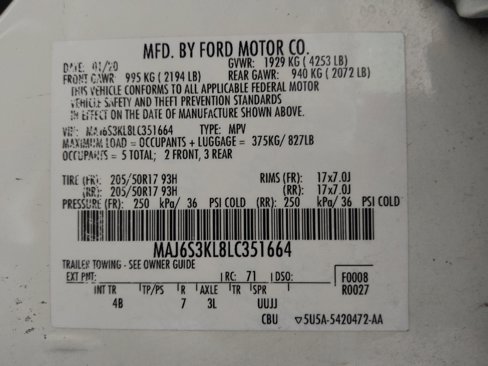 MFD. BY FORD MOTOR CO.
DATE: 01/20 GVWR: 1929 KG ( 4253 LB)
FRONT GAWR: 995 KG ( 2194 LB) REAR GAWR: 940 KG ( 2072 LB)
THIS VEHICLE CONFORMS TO ALL APPLICABLE FEDERAL MOTOR
VEHICLE SAFETY AND THEFT PREVENTION STANDARDS
IN EFFECT ON THE DATE OF MANUFACTURE SHOWN ABOVE.
VIN: MAJ6S3KL8LC351664 TYPE: MPV
MAXIMUM LOAD = OCCUPANTS + LUGGAGE = 375KG/ 827LB
OCCUPANTS = 5 TOTAL; 2 FRONT, 3 REAR
TIRE (FR): 205/50R17 93H RIMS (FR): 17x7.0J
(RR): 205/50R17 93H (RR): 17x7.0J
PRESSURE (FR): 250 kPa/ 36 PSI COLD (RR): 250 kPa/ 36 PSI COLD
MAJ6S3KL8LC351664
TRAILER TOWING - SEE OWNER GUIDE
EXT PNT: RC: 71 DSO: F0008
R0027
INT TR TP/PS R AXLE TR SPR
4B 7 3L UUJJ
CBU ▽5U5A-5420472-AA